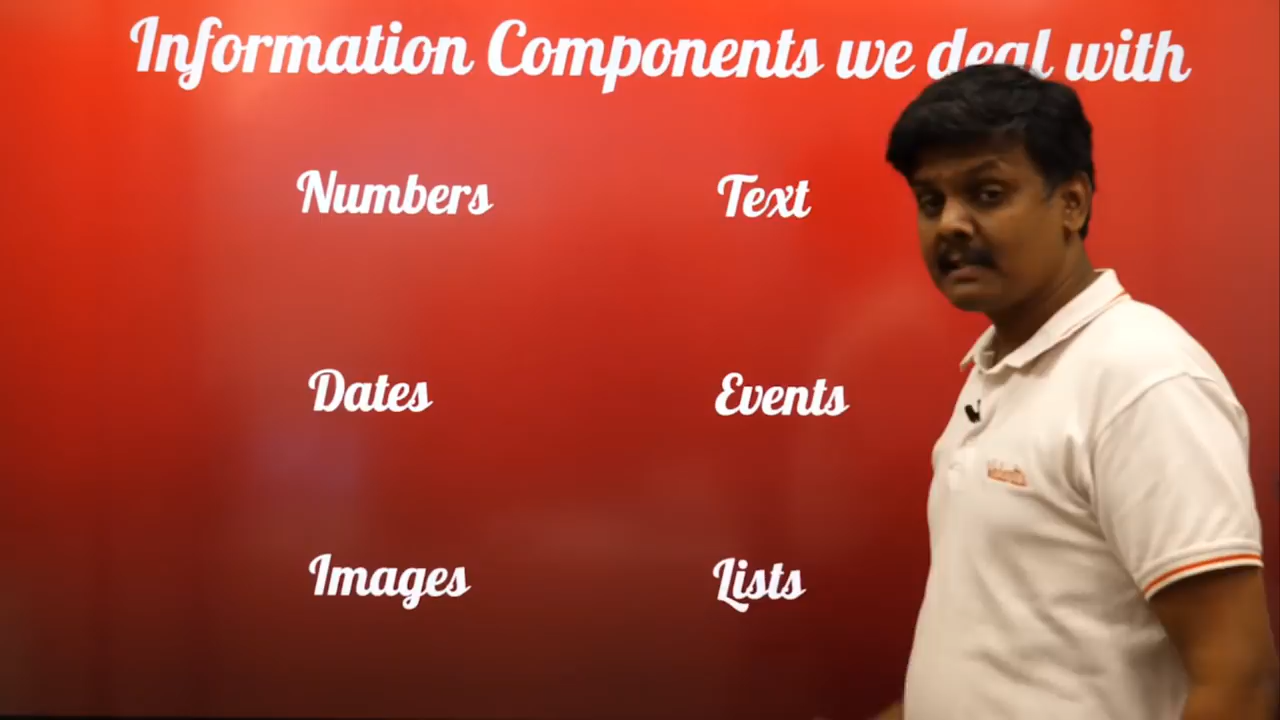 Information Components we deal with
Numbers
Text
Dates
Events
Images
Lists